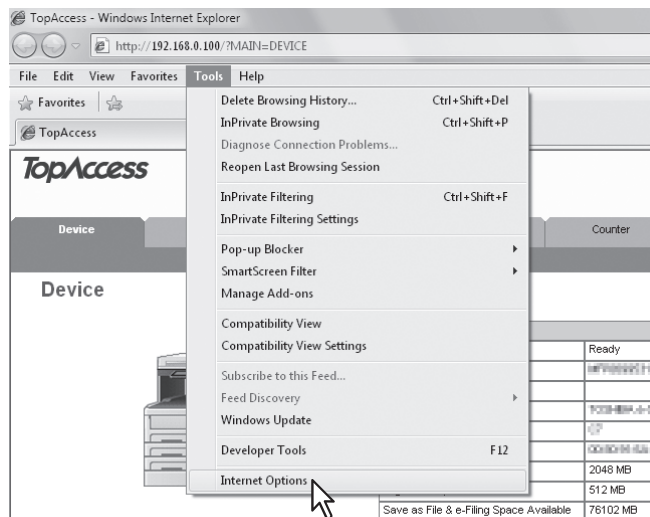 TopAccess - Windows Internet Explorer
http://192.168.0.100/?MAIN=DEVICE
File Edit View Favorites Tools Help
Favorites
TopAccess
Delete Browsing History... Ctrl+Shift+Del
InPrivate Browsing Ctrl+Shift+P
Diagnose Connection Problems...
Reopen Last Browsing Session
InPrivate Filtering Ctrl+Shift+F
InPrivate Filtering Settings
Pop-up Blocker
SmartScreen Filter
Manage Add-ons
Compatibility View
Compatibility View Settings
Subscribe to this Feed...
Feed Discovery
Windows Update
Developer Tools F12
Internet Options
TopAccess
Device Counter
Device
Ready
2048 MB
512 MB
Save as File & e-Filing Space Available 76102 MB